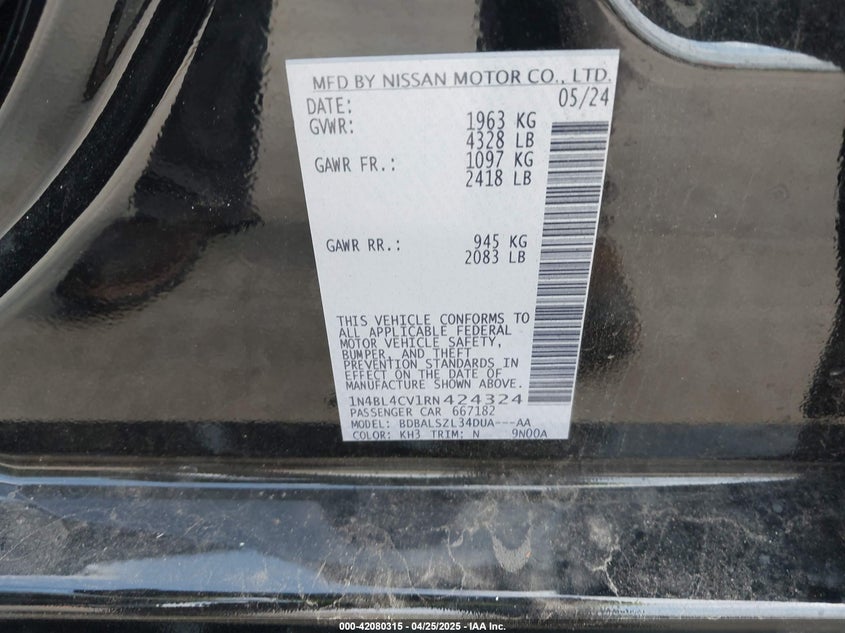 MFD BY NISSAN MOTOR CO., LTD.
DATE: 05/24
GVWR: 1963 KG
4328 LB
GAWR FR.: 1097 KG
2418 LB
GAWR RR.: 945 KG
2083 LB
THIS VEHICLE CONFORMS TO
ALL APPLICABLE FEDERAL
MOTOR VEHICLE SAFETY,
BUMPER, AND THEFT
PREVENTION STANDARDS IN
EFFECT ON THE DATE OF
MANUFACTURE SHOWN ABOVE.
1N4BL4CV1RN424324
PASSENGER CAR 667182
MODEL: BDBALSZL34DUA---AA
COLOR: KH3 TRIM: N 9N00A
000-42080315 - 04/25/2025 - IAA Inc.